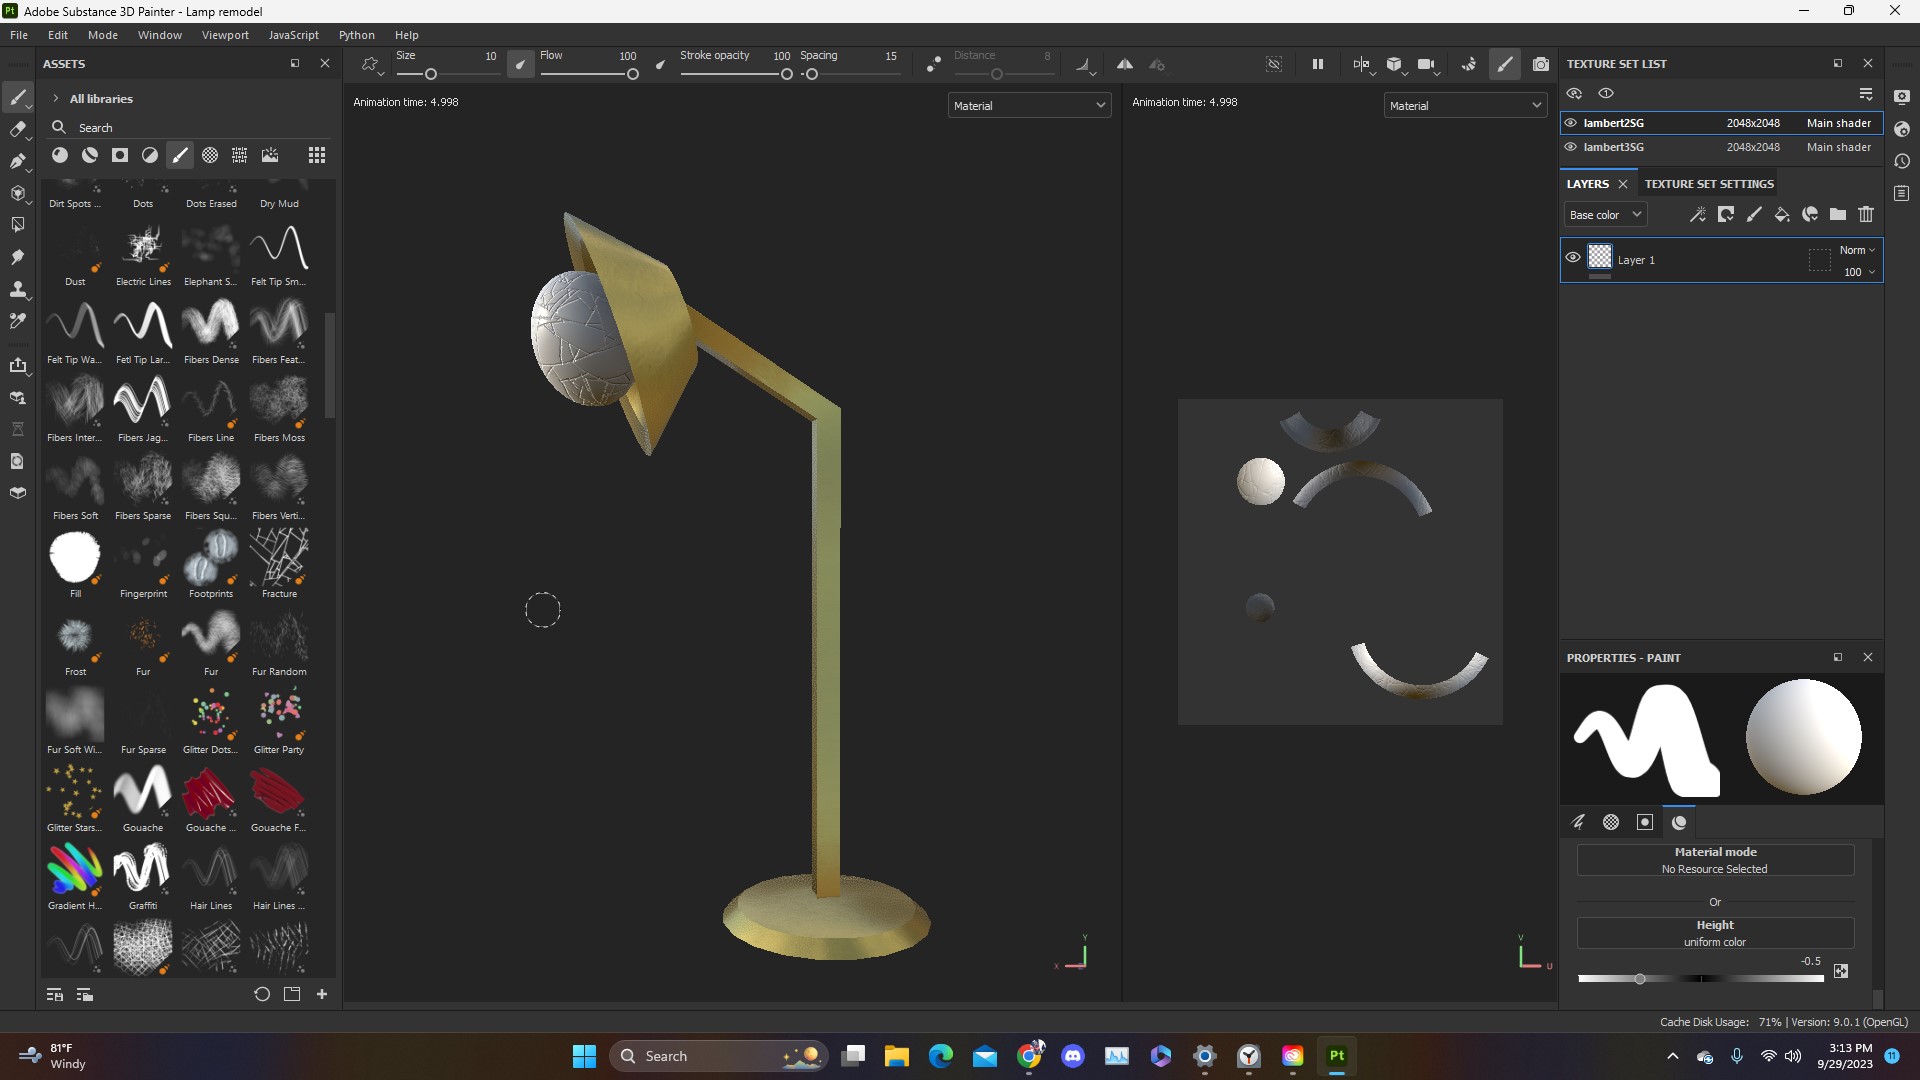 Pt Adobe Substance 3D Painter - Lamp remodel
File Edit Mode Window Viewport JavaScript Python Help
ASSETS
All libraries
Search
Dirt Spots ... Dots Dots Erased Dry Mud
Dust Electric Lines Elephant S... Felt Tip Sm...
Felt Tip Wa... Fetl Tip Lar... Fibers Dense Fibers Feat...
Fibers Inter... Fibers Jag... Fibers Line Fibers Moss
Fibers Soft Fibers Sparse Fibers Squ... Fibers Verti...
Fill Fingerprint Footprints Fracture
Frost Fur Fur Fur Random
Fur Soft Wi... Fur Sparse Glitter Dots... Glitter Party
Glitter Stars... Gouache Gouache ... Gouache F...
Gradient H... Graffiti Hair Lines Hair Lines ...
Size 10 Flow 100 Stroke opacity 100 Spacing 15 Distance 8
Animation time: 4.998
Material
Animation time: 4.998
Material
Y
X
V
U
TEXTURE SET LIST
lambert2SG 2048x2048 Main shader
lambert3SG 2048x2048 Main shader
LAYERS TEXTURE SET SETTINGS
Base color
Layer 1 Norm
100
PROPERTIES - PAINT
Material mode
No Resource Selected
Or
Height
uniform color
-0.5
Cache Disk Usage: 71% | Version: 9.0.1 (OpenGL)
81°F
Windy
Search
Pt
3:13 PM
9/29/2023
11